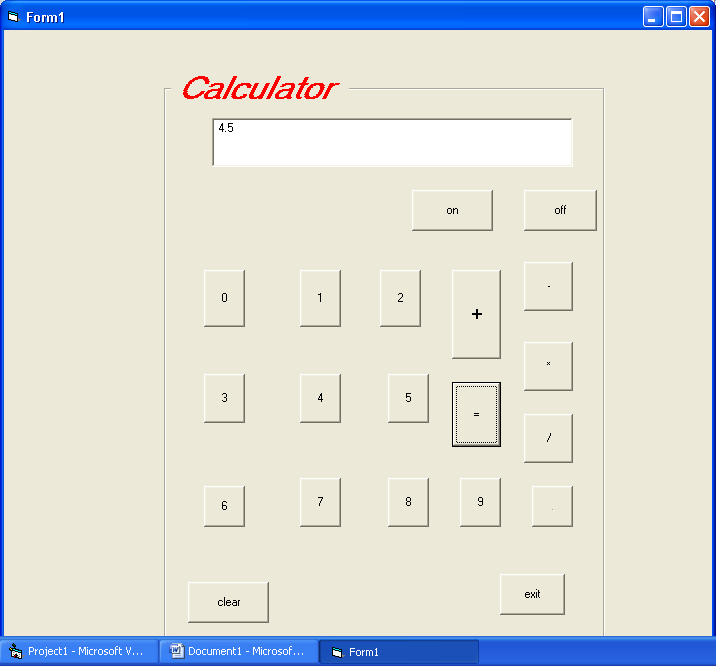 Form1
Calculator
4.5
on off
0 1 2 + -
3 4 5 = *
/
6 7 8 9 .
clear exit
Project1 - Microsoft V... Document1 - Microsof... Form1